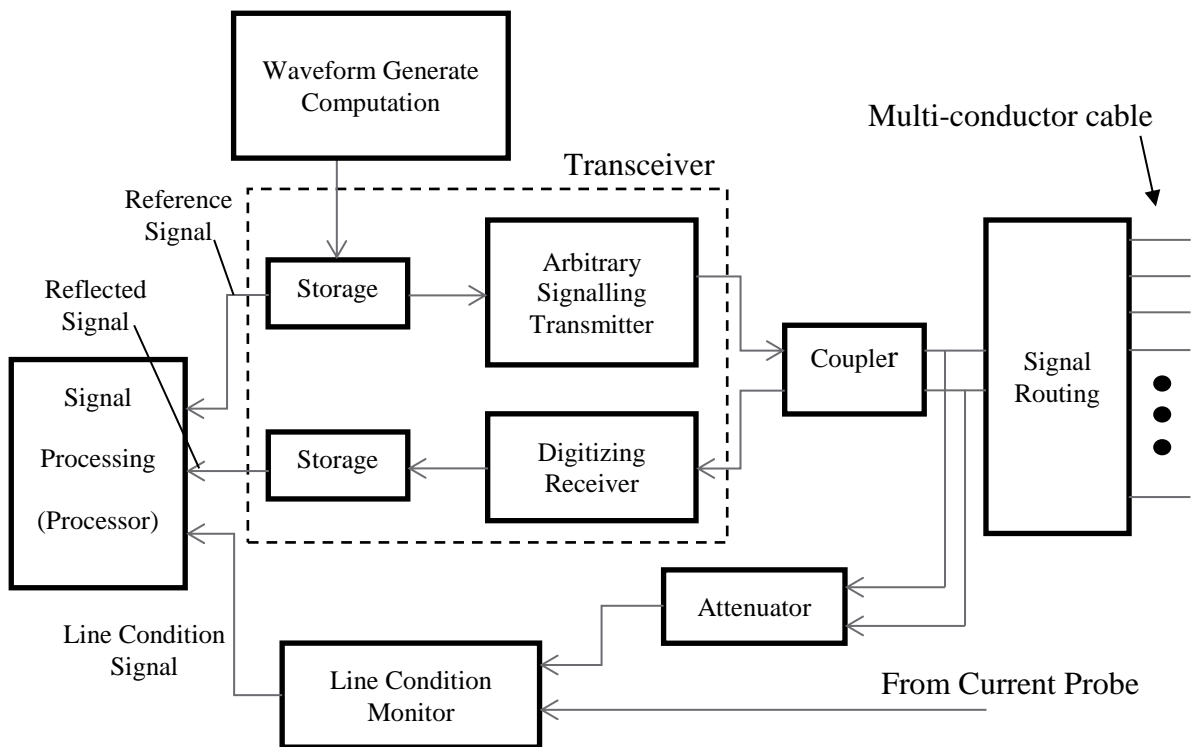 Waveform Generate
Computation
Multi-conductor cable
Transceiver
Reference
Signal
Storage
Arbitrary
Signalling
Transmitter
Reflected
Signal
Coupler
Signal
Routing
Signal
Processing
(Processor)
Storage
Digitizing
Receiver
Attenuator
Line Condition
Signal
Line Condition
Monitor
From Current Probe